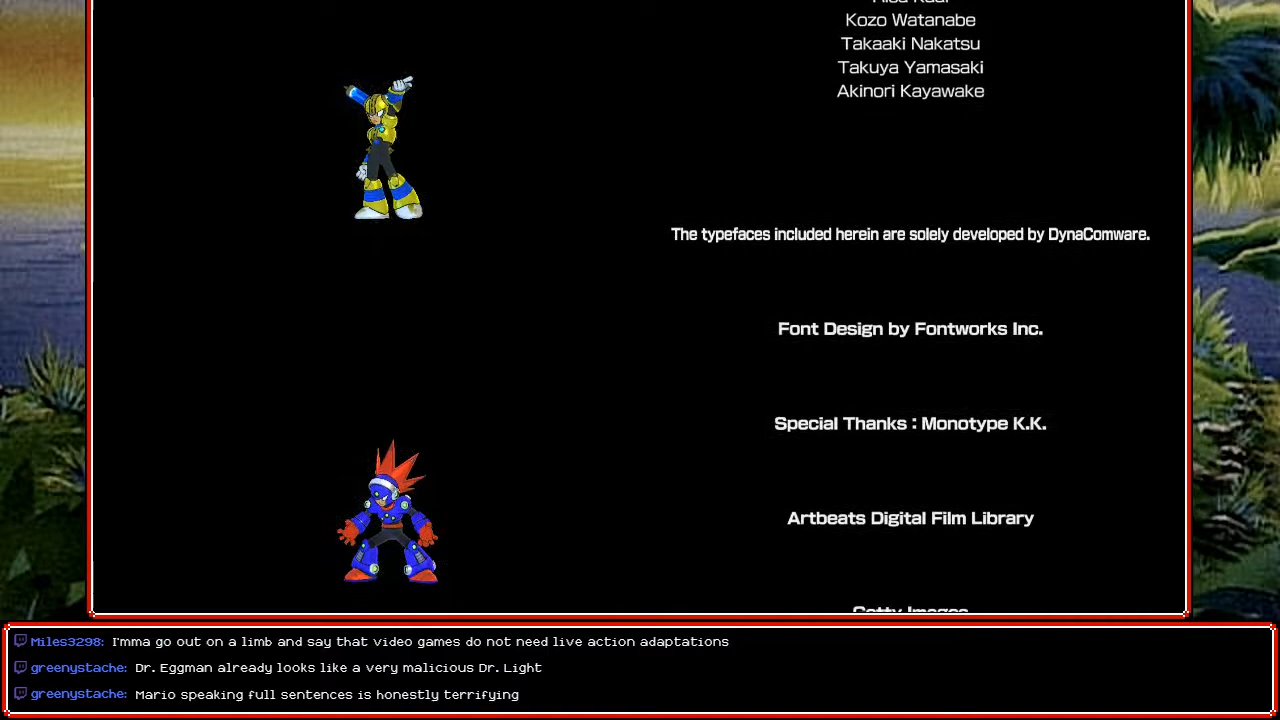 Kozo Watanabe
Takaaki Nakatsu
Takuya Yamasaki
Akinori Kayawake
The typefaces included herein are solely developed by DynaComware.
Font Design by Fontworks Inc.
Special Thanks : Monotype K.K.
Artbeats Digital Film Library
Getty Images
Miles3298: I'mma go out on a limb and say that video games do not need live action adaptations
greenystache: Dr. Eggman already looks like a very malicious Dr. Light
greenystache: Mario speaking full sentences is honestly terrifying